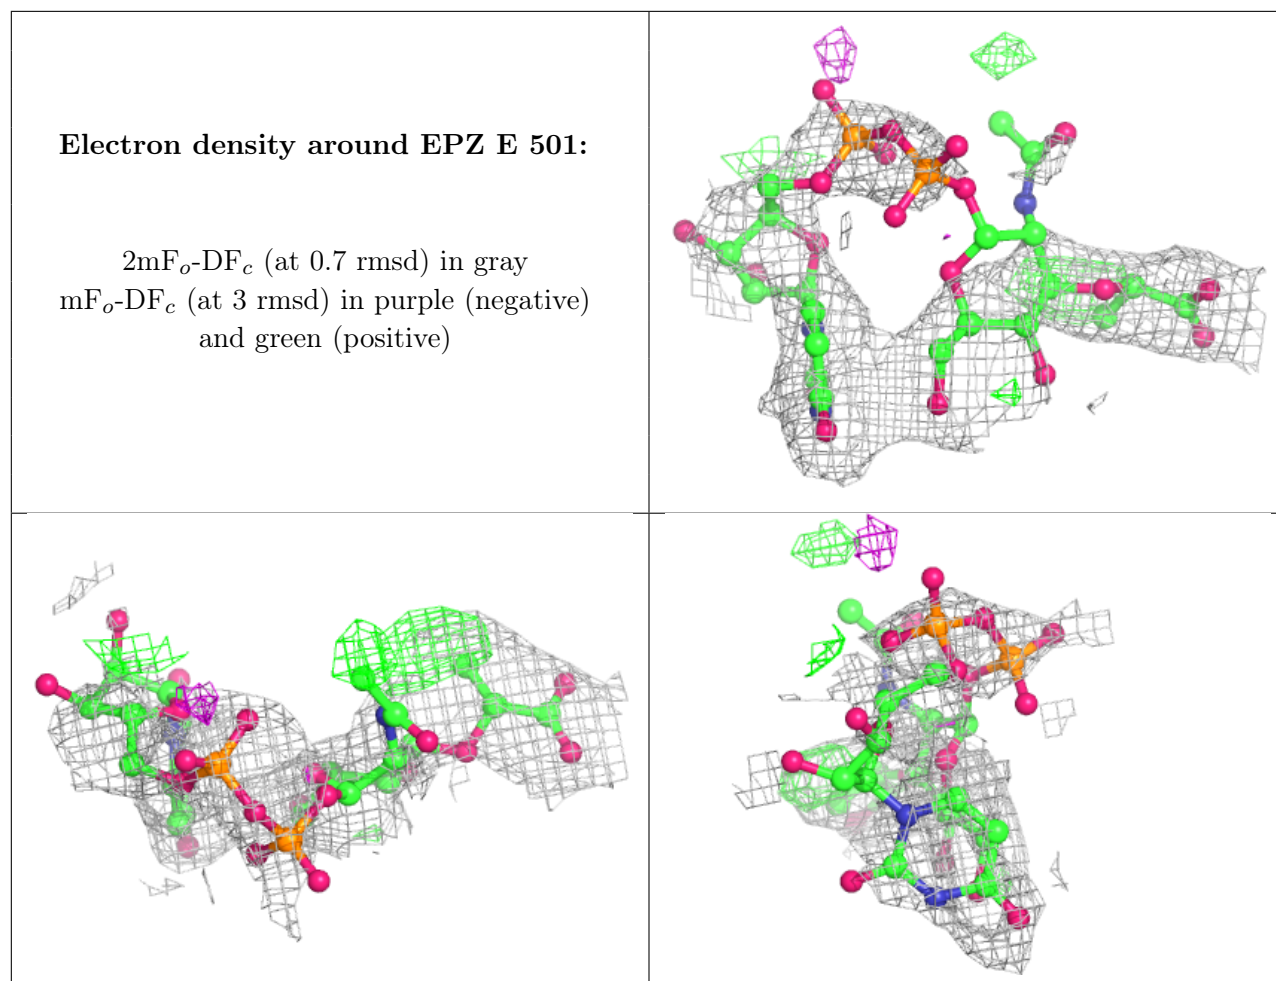 Electron density around EPZ E 501:
2mFo-DFc (at 0.7 rmsd) in gray
mFo-DFc (at 3 rmsd) in purple (negative)
and green (positive)